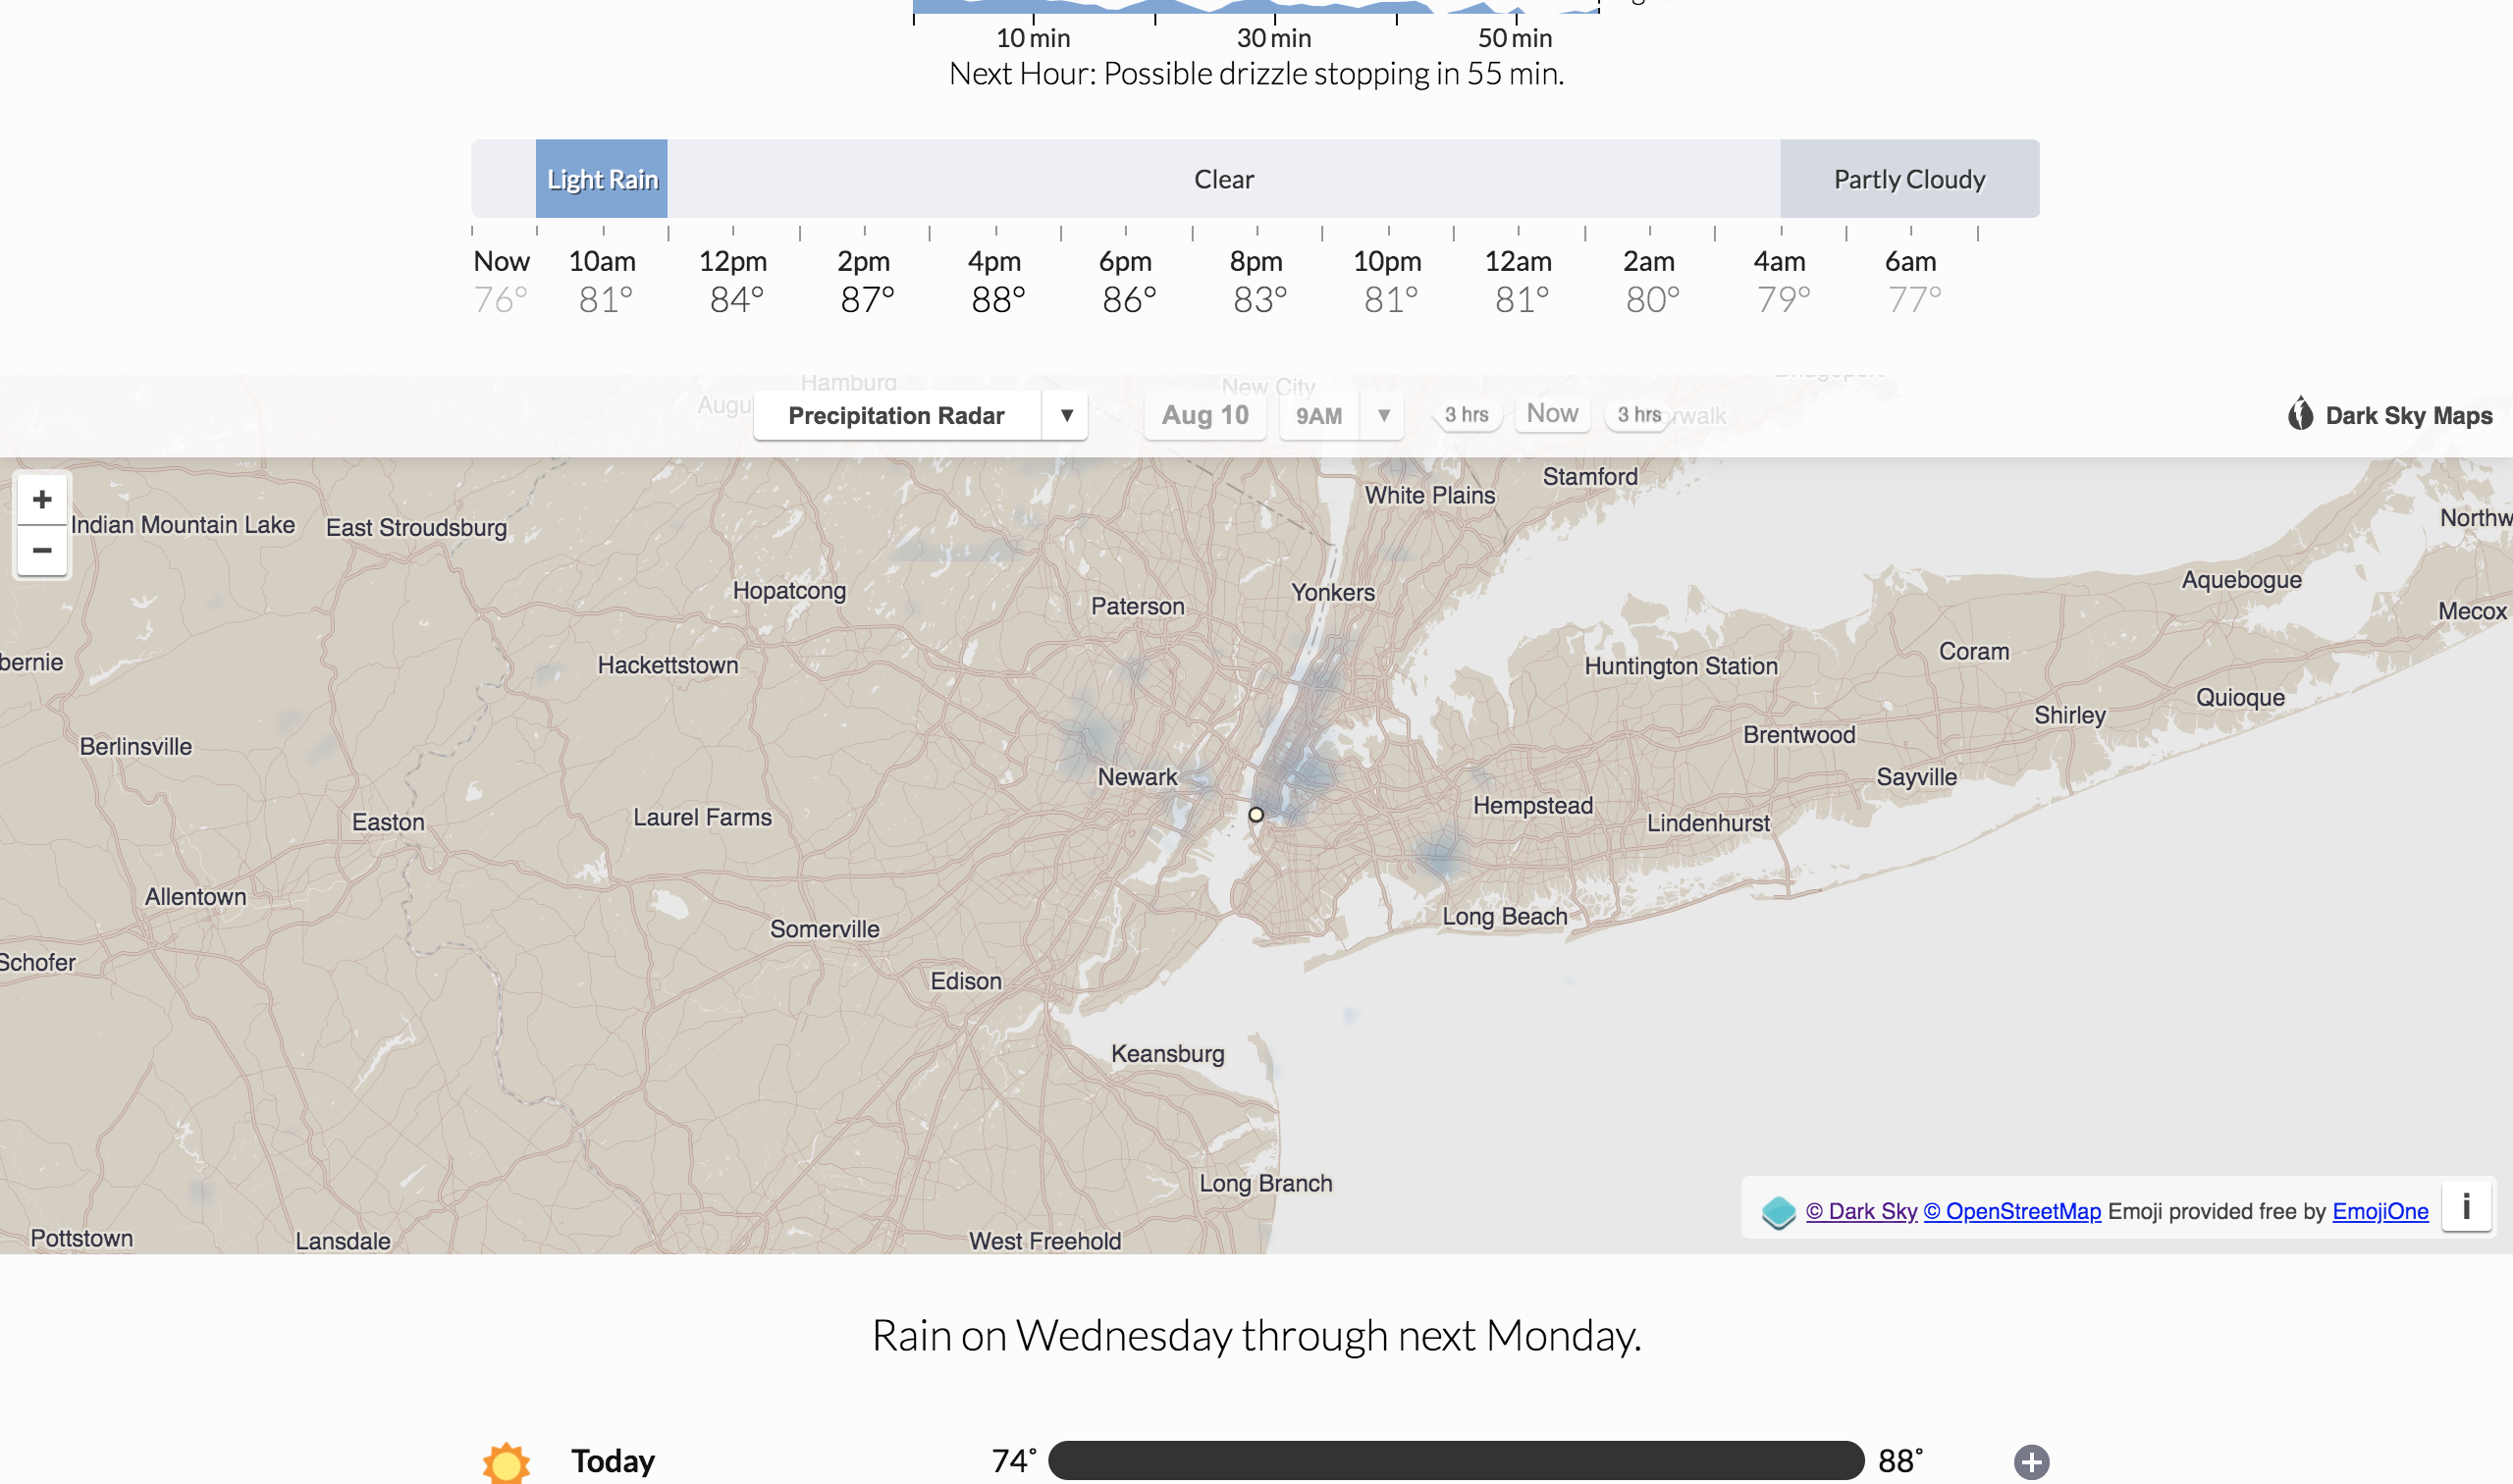 10 min 30 min 50 min
Next Hour: Possible drizzle stopping in 55 min.
Light Rain Clear Partly Cloudy
Now 10am 12pm 2pm 4pm 6pm 8pm 10pm 12am 2am 4am 6am
76° 81° 84° 87° 88° 86° 83° 81° 81° 80° 79° 77°
Hamburg New City
Precipitation Radar ▼ Aug 10 9AM ▼ 3 hrs Now 3 hrs Dark Sky Maps
+
−
Stamford
White Plains
Indian Mountain Lake East Stroudsburg Northw
Hopatcong Yonkers Aquebogue
Paterson Mecox
bernie Hackettstown Huntington Station Coram
Quioque
Shirley
Berlinsville Brentwood
Newark Sayville
Hempstead
Easton Laurel Farms Lindenhurst
Allentown
Long Beach
Somerville
Schofer Edison
Keansburg
Long Branch
© Dark Sky © OpenStreetMap Emoji provided free by EmojiOne i
Pottstown Lansdale West Freehold
Rain on Wednesday through next Monday.
Today 74° 88° +